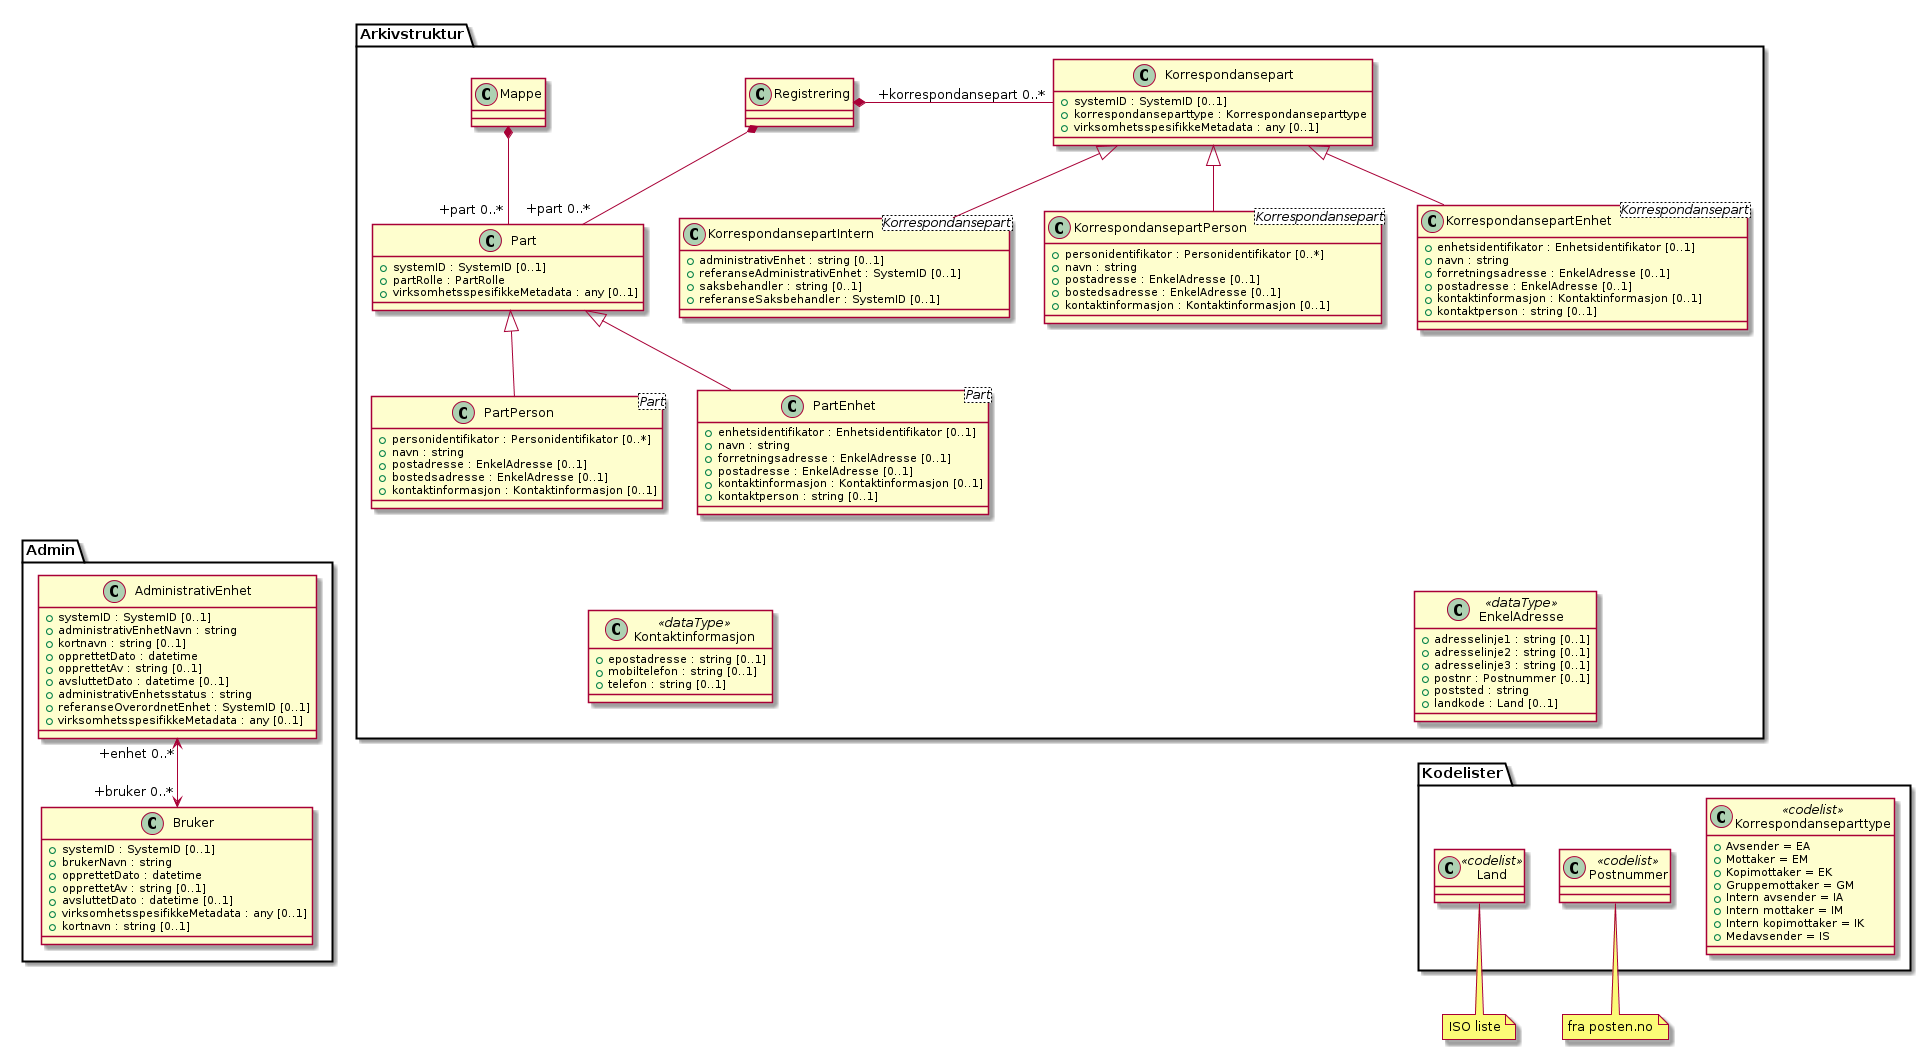 Arkivstruktur
Mappe
Registrering
+korrespondansepart 0..*
C Korrespondansepart
systemID : SystemID [0..1]
korrespondanseparttype : Korrespondanseparttype
virksomhetsspesifikkeMetadata : any [0..1]
+part 0..*
+part 0..*
C Part
systemID : SystemID [0..1]
partRolle : PartRolle
virksomhetsspesifikkeMetadata : any [0..1]
C KorrespondansepartIntern
Korrespondansepart
administrativEnhet : string [0..1]
referanseAdministrativEnhet : SystemID [0..1]
saksbehandler : string [0..1]
referanseSaksbehandler : SystemID [0..1]
C KorrespondansepartPerson
Korrespondansepart
personidentifikator : Personidentifikator [0..*]
navn : string
postadresse : EnkelAdresse [0..1]
bostedsadresse : EnkelAdresse [0..1]
kontaktinformasjon : Kontaktinformasjon [0..1]
C KorrespondansepartEnhet
Korrespondansepart
enhetsidentifikator : Enhetsidentifikator [0..1]
navn : string
forretningsadresse : EnkelAdresse [0..1]
postadresse : EnkelAdresse [0..1]
kontaktinformasjon : Kontaktinformasjon [0..1]
kontaktperson : string [0..1]
C PartPerson
Part
personidentifikator : Personidentifikator [0..*]
navn : string
postadresse : EnkelAdresse [0..1]
bostedsadresse : EnkelAdresse [0..1]
kontaktinformasjon : Kontaktinformasjon [0..1]
C PartEnhet
Part
enhetsidentifikator : Enhetsidentifikator [0..1]
navn : string
forretningsadresse : EnkelAdresse [0..1]
postadresse : EnkelAdresse [0..1]
kontaktinformasjon : Kontaktinformasjon [0..1]
kontaktperson : string [0..1]
C «dataType»
Kontaktinformasjon
epostadresse : string [0..1]
mobiltelefon : string [0..1]
telefon : string [0..1]
C «dataType»
EnkelAdresse
adresselinje1 : string [0..1]
adresselinje2 : string [0..1]
adresselinje3 : string [0..1]
postnr : Postnummer [0..1]
poststed : string
landkode : Land [0..1]
Admin
C AdministrativEnhet
systemID : SystemID [0..1]
administrativEnhetNavn : string
kortnavn : string [0..1]
opprettetDato : datetime
opprettetAv : string [0..1]
avsluttetDato : datetime [0..1]
administrativEnhetsstatus : string
referanseOverordnetEnhet : SystemID [0..1]
virksomhetsspesifikkeMetadata : any [0..1]
+enhet 0..*
+bruker 0..*
C Bruker
systemID : SystemID [0..1]
brukerNavn : string
opprettetDato : datetime
opprettetAv : string [0..1]
avsluttetDato : datetime [0..1]
virksomhetsspesifikkeMetadata : any [0..1]
kortnavn : string [0..1]
Kodelister
C «codelist»
Land
C «codelist»
Postnummer
C «codelist»
Korrespondanseparttype
Avsender = EA
Mottaker = EM
Kopimottaker = EK
Gruppemottaker = GM
Intern avsender = IA
Intern mottaker = IM
Intern kopimottaker = IK
Medavsender = IS
ISO liste
fra posten.no